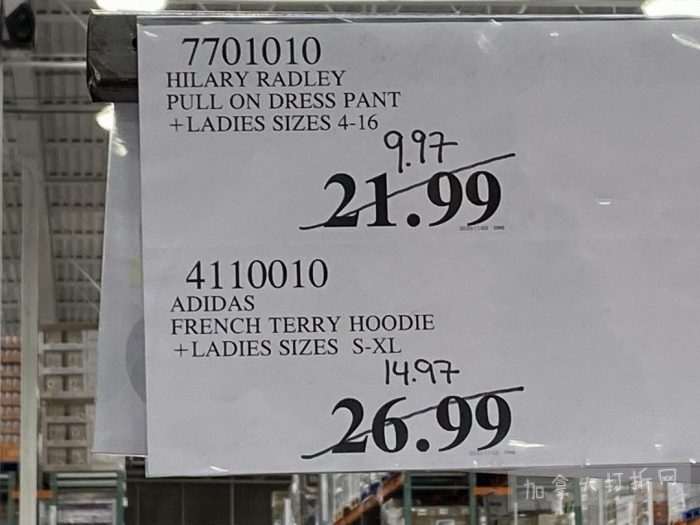 7701010
HILARY RADLEY
PULL ON DRESS PANT
+LADIES SIZES 4-16
9.97
21.99
4110010
ADIDAS
FRENCH TERRY HOODIE
+LADIES SIZES S-XL
14.97
26.99
加拿大打折网